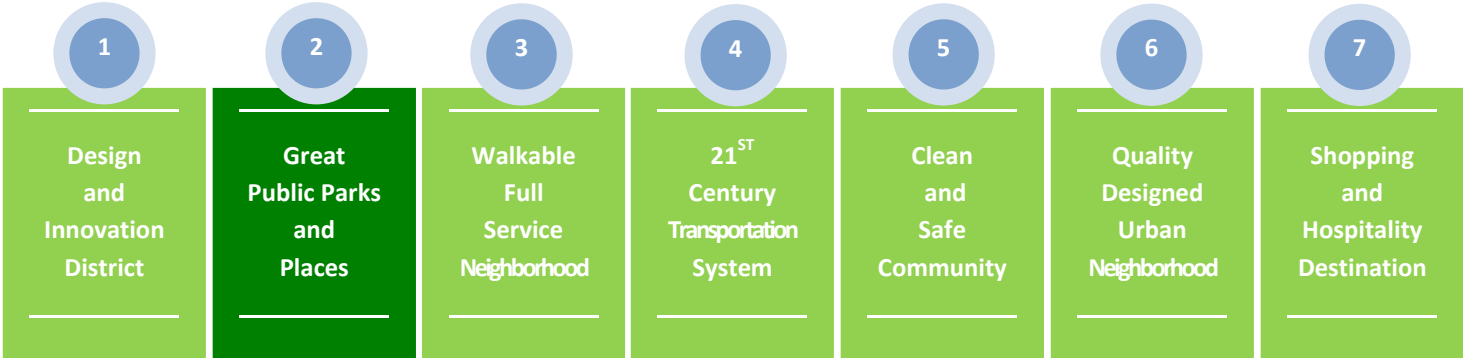 1
Design
and
Innovation
District
2
Great
Public Parks
and
Places
3
Walkable
Full
Service
Neighborhood
4
21ST
Century
Transportation
System
5
Clean
and
Safe
Community
6
Quality
Designed
Urban
Neighborhood
7
Shopping
and
Hospitality
Destination